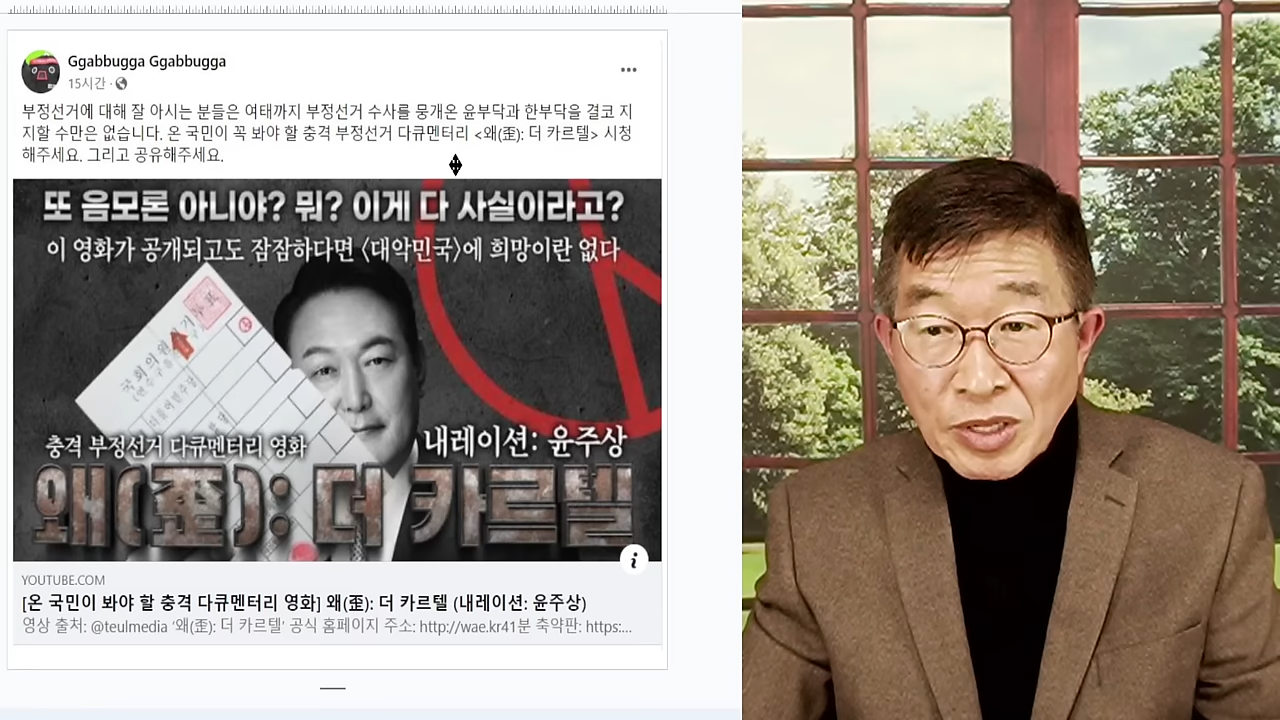 Ggabbugga Ggabbugga
15시간 ·
부정선거에 대해 잘 아시는 분들은 여태까지 부정선거 수사를 뭉개온 윤부닥과 한부닥을 결코 지
지할 수만은 없습니다. 온 국민이 꼭 봐야 할 충격 부정선거 다큐멘터리 <왜(歪): 더 카르텔> 시청
해주세요. 그리고 공유해주세요.
또 음모론 아니야? 뭐? 이게 다 사실이라고?
이 영화가 공개되고도 잠잠하다면 <대악민국>에 희망이란 없다
국회의원
충격 부정선거 다큐멘터리 영화
내레이션: 윤주상
왜(歪): 더 카르텔
YOUTUBE.COM
[온 국민이 봐야 할 충격 다큐멘터리 영화] 왜(歪): 더 카르텔 (내레이션: 윤주상)
영상 출처: @teulmedia '왜(歪): 더 카르텔' 공식 홈페이지 주소: http://wae.kr41분 축약판: https:...